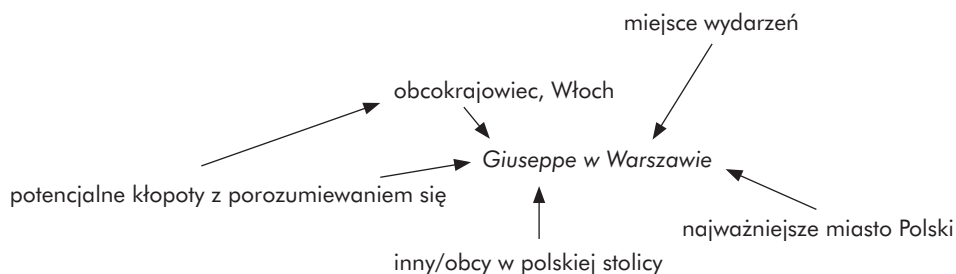 miejsce wydarzeń
obcokrajowiec, Włoch
Giuseppe w Warszawie
potencjalne kłopoty z porozumiewaniem się
najważniejsze miasto Polski
inny/obcy w polskiej stolicy